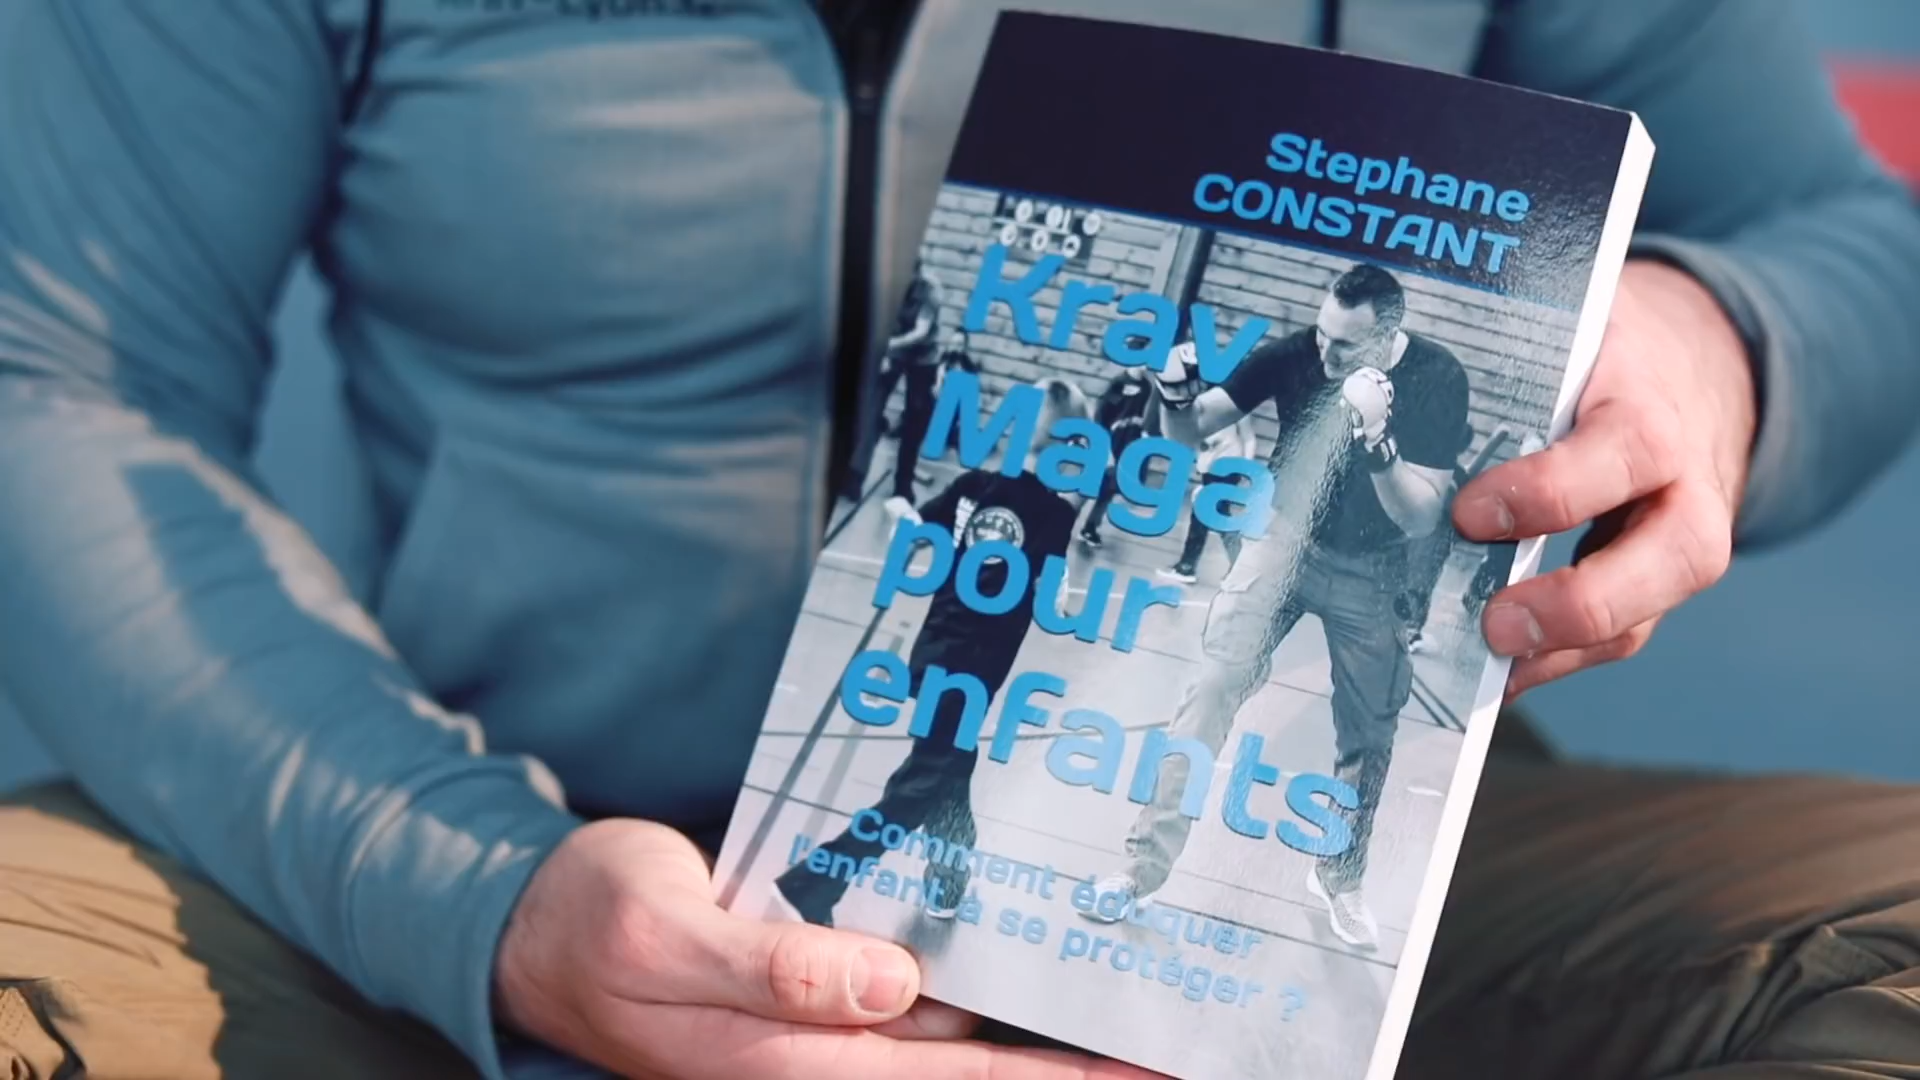 Stephane
CONSTANT
Krav
Maga
pour
enfants
Comment éduquer
l'enfant à se protéger ?